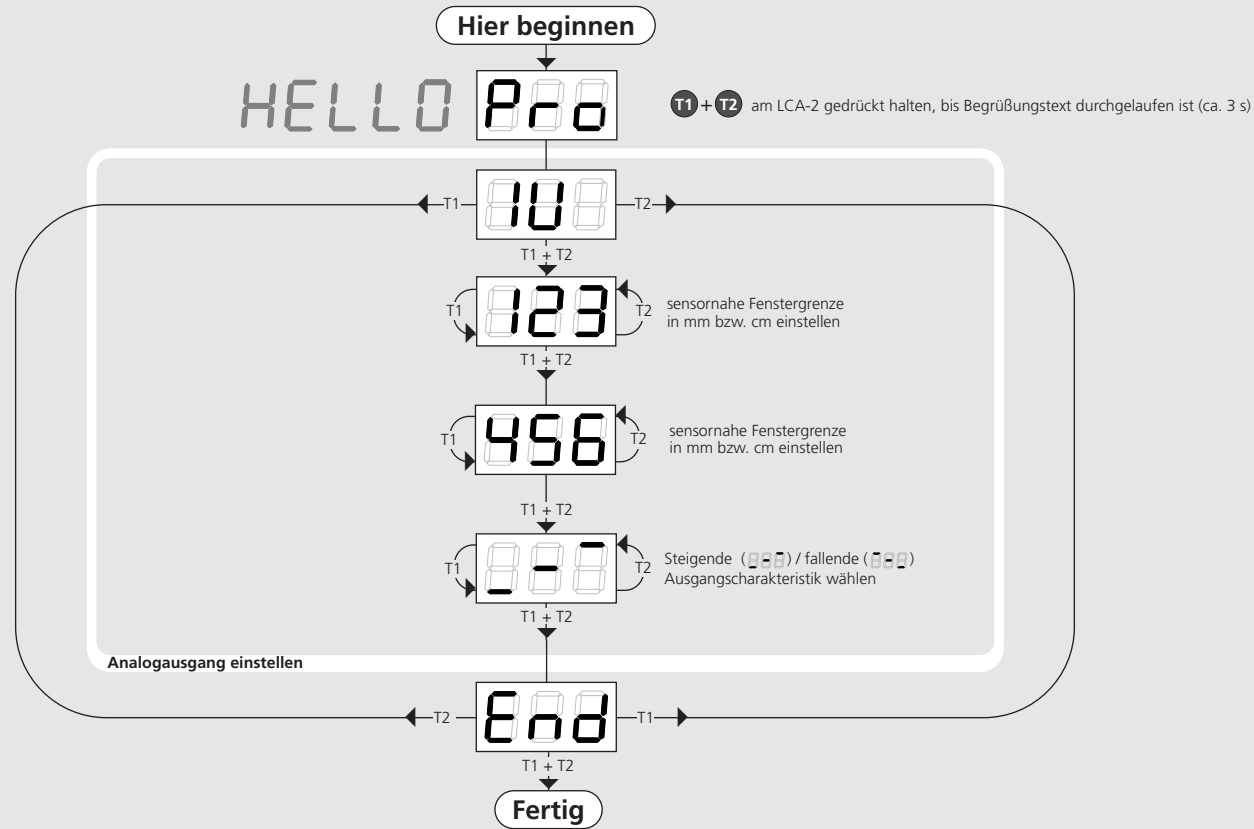 Hier beginnen
HELLO Pro
T1 + T2 am LCA-2 gedrückt halten, bis Begrüßungstext durchgelaufen ist (ca. 3 s)
T1 IU T2
T1 + T2
T1 123 T2
sensornahe Fenstergrenze
in mm bzw. cm einstellen
T1 + T2
T1 456 T2
sensornahe Fenstergrenze
in mm bzw. cm einstellen
T1 + T2
T1 _-¯ T2
Steigende (_-¯) / fallende (¯-_)
Ausgangscharakteristik wählen
T1 + T2
Analogausgang einstellen
T2 End T1
T1 + T2
Fertig